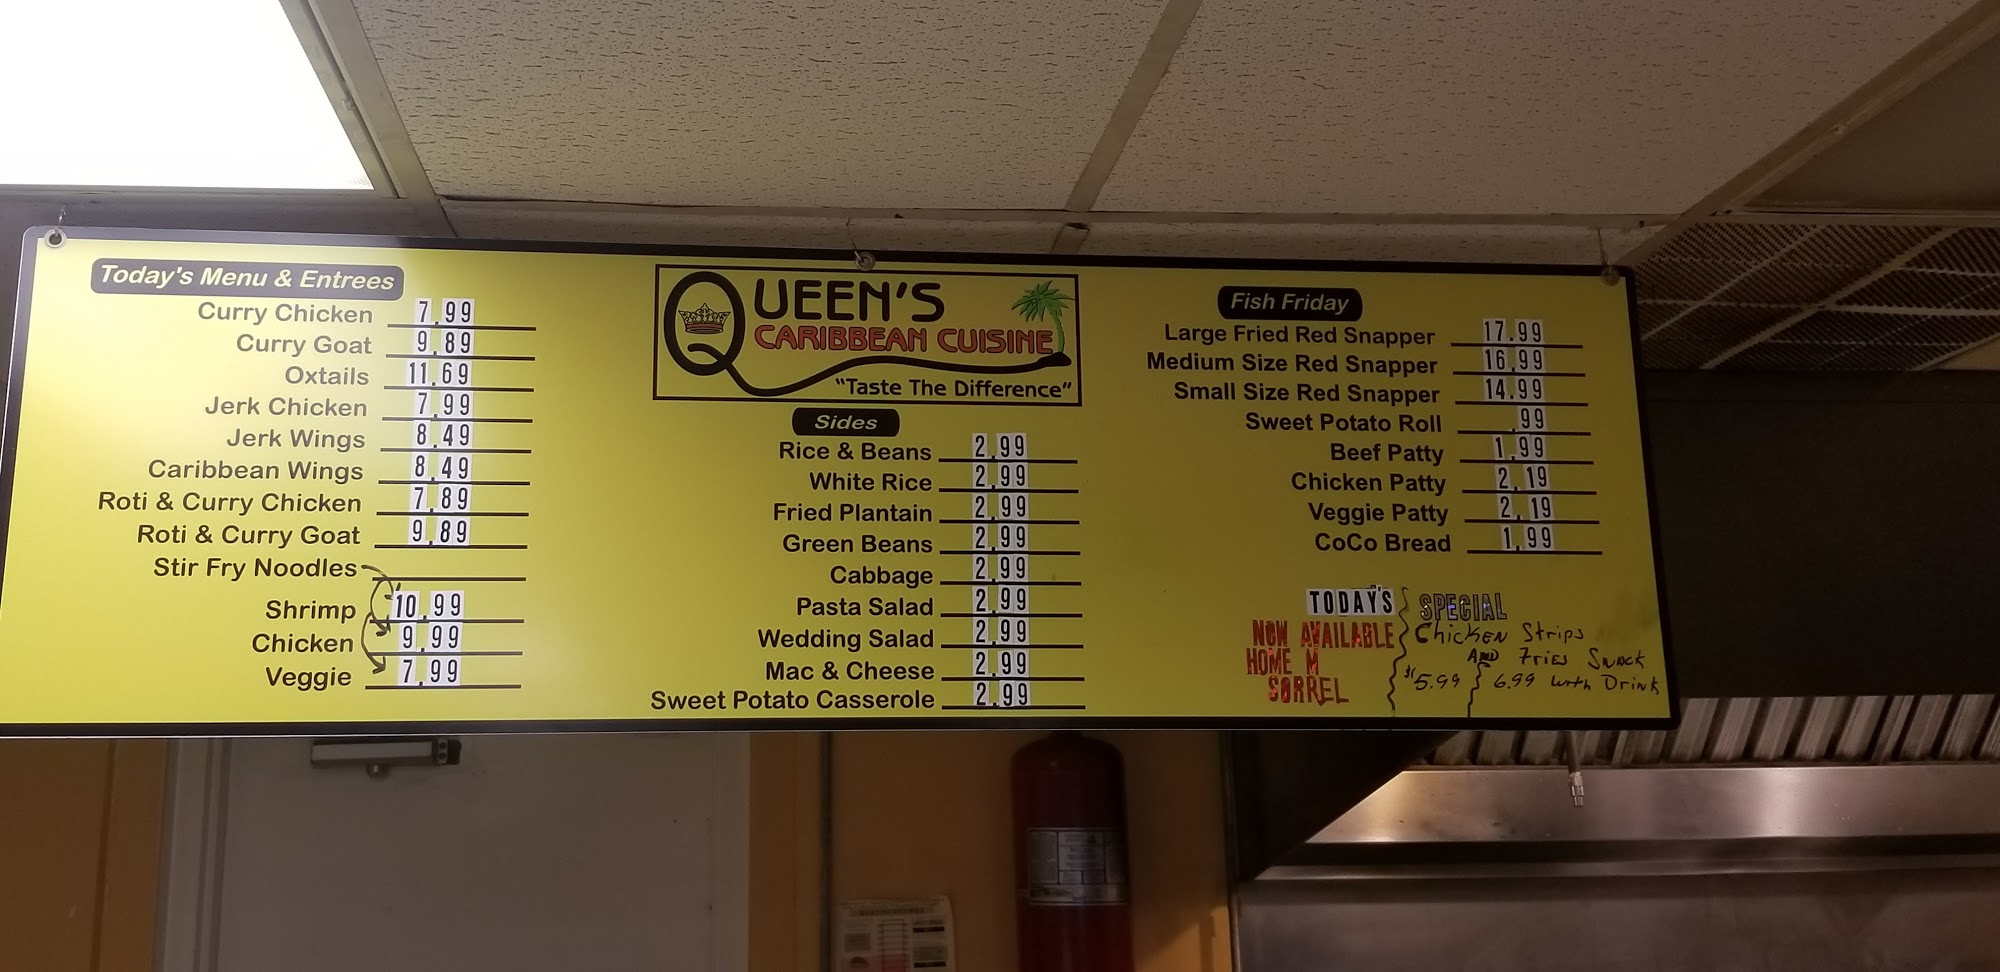 Today's Menu & Entrees
Curry Chicken 7.99
Curry Goat 9.89
Oxtails 11.69
Jerk Chicken 7.99
Jerk Wings 8.49
Caribbean Wings 8.49
Roti & Curry Chicken 7.89
Roti & Curry Goat 9.89
Stir Fry Noodles
Shrimp 10.99
Chicken 9.99
Veggie 7.99
QUEEN'S
CARIBBEAN CUISINE
"Taste The Difference"
Sides
Rice & Beans 2.99
White Rice 2.99
Fried Plantain 2.99
Green Beans 2.99
Cabbage 2.99
Pasta Salad 2.99
Wedding Salad 2.99
Mac & Cheese 2.99
Sweet Potato Casserole 2.99
Fish Friday
Large Fried Red Snapper 17.99
Medium Size Red Snapper 16.99
Small Size Red Snapper 14.99
Sweet Potato Roll .99
Beef Patty 1.99
Chicken Patty 2.19
Veggie Patty 2.19
CoCo Bread 1.99
TODAY'S SPECIAL
NOW AVAILABLE
HOME M
SORREL
Chicken Strips
AND Fries Snack
$5.99 6.99 with Drink